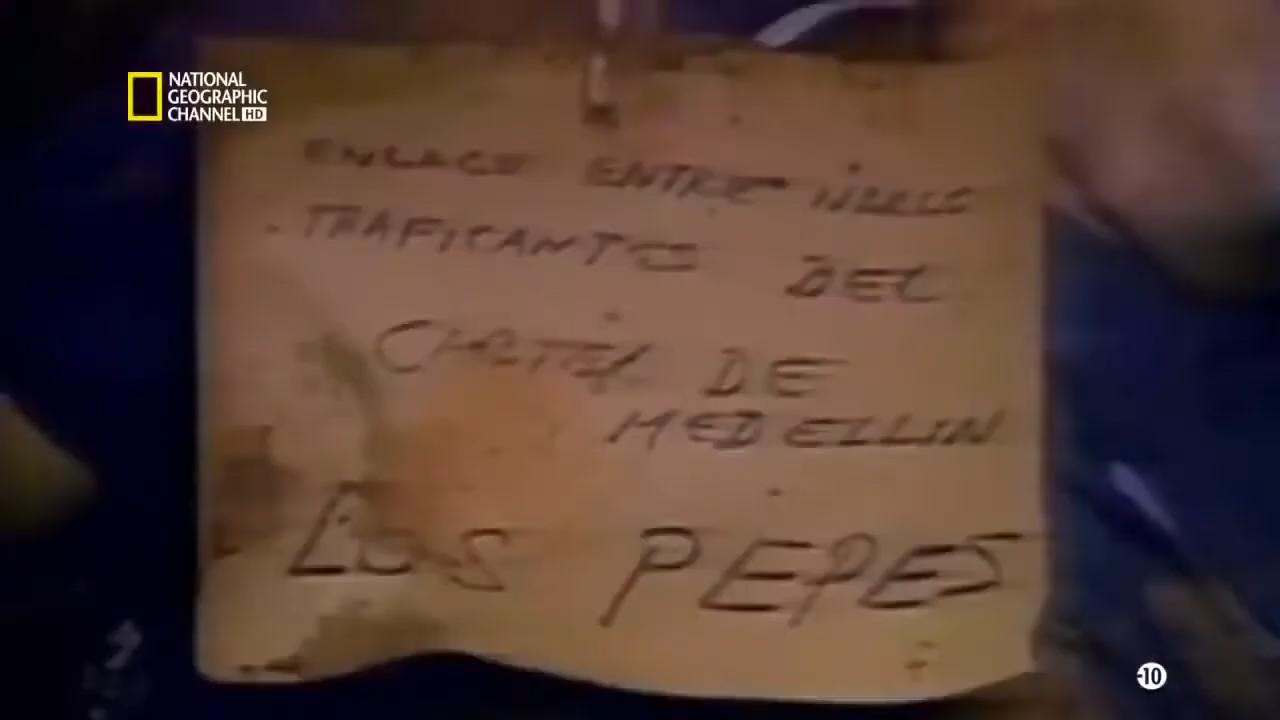 NATIONAL
GEOGRAPHIC
CHANNEL HD
ENLACE ENTRE
TRAFICANTES DEL
CARTEL DE
MEDELLIN
LOS PEPES
-10